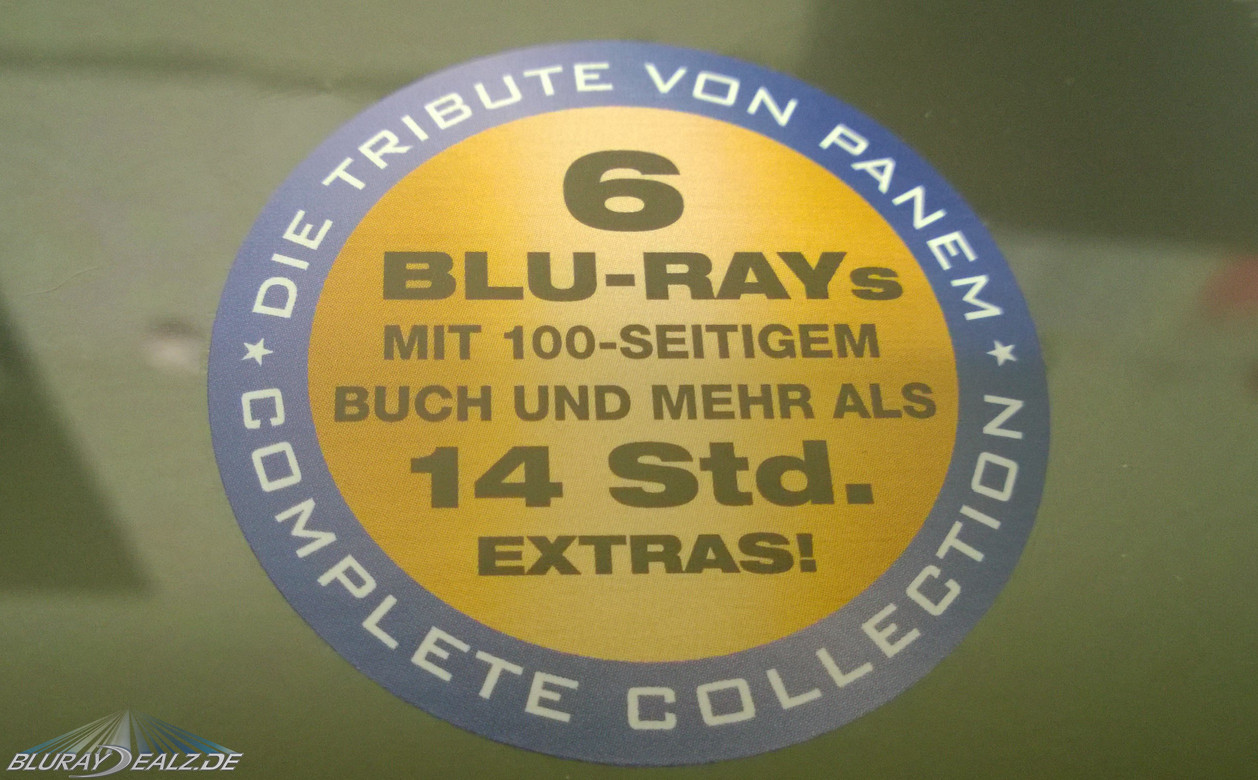 DIE TRIBUTE VON PANEM
6
BLU-RAYs
MIT 100-SEITIGEM
BUCH UND MEHR ALS
14 Std.
EXTRAS!
COMPLETE COLLECTION
BLURAYDEALZ.DE